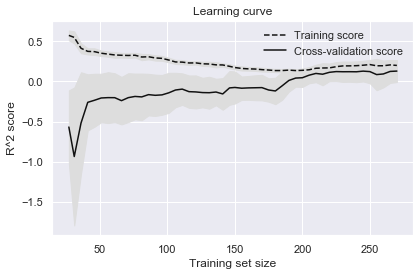 Learning curve
Training score
Cross-validation score
R^2 score
0.5
0.0
−0.5
−1.0
−1.5
50
100
150
200
250
Training set size